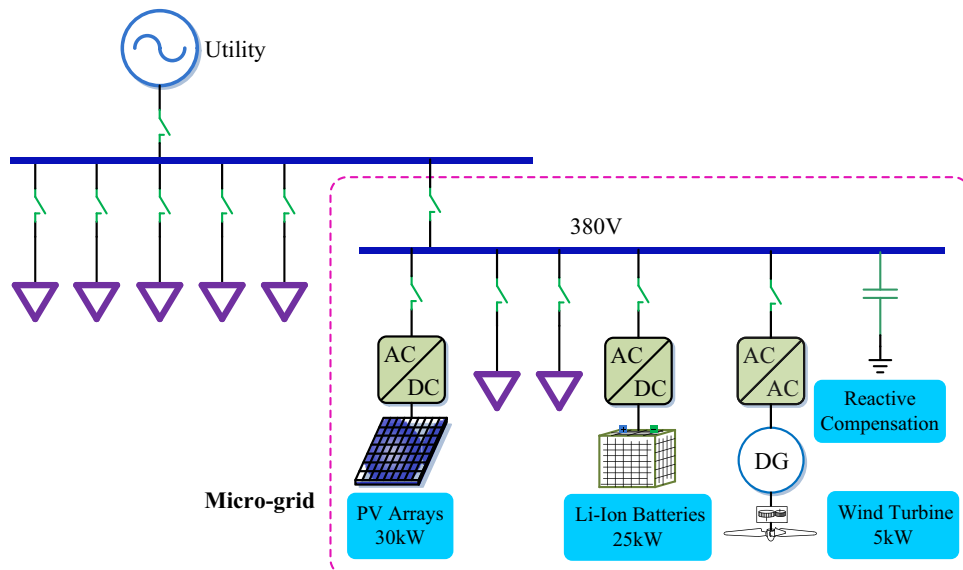 Utility
380V
AC
DC
AC
DC
AC
AC
Reactive
Compensation
DG
Micro-grid
PV Arrays
30kW
Li-Ion Batteries
25kW
Wind Turbine
5kW